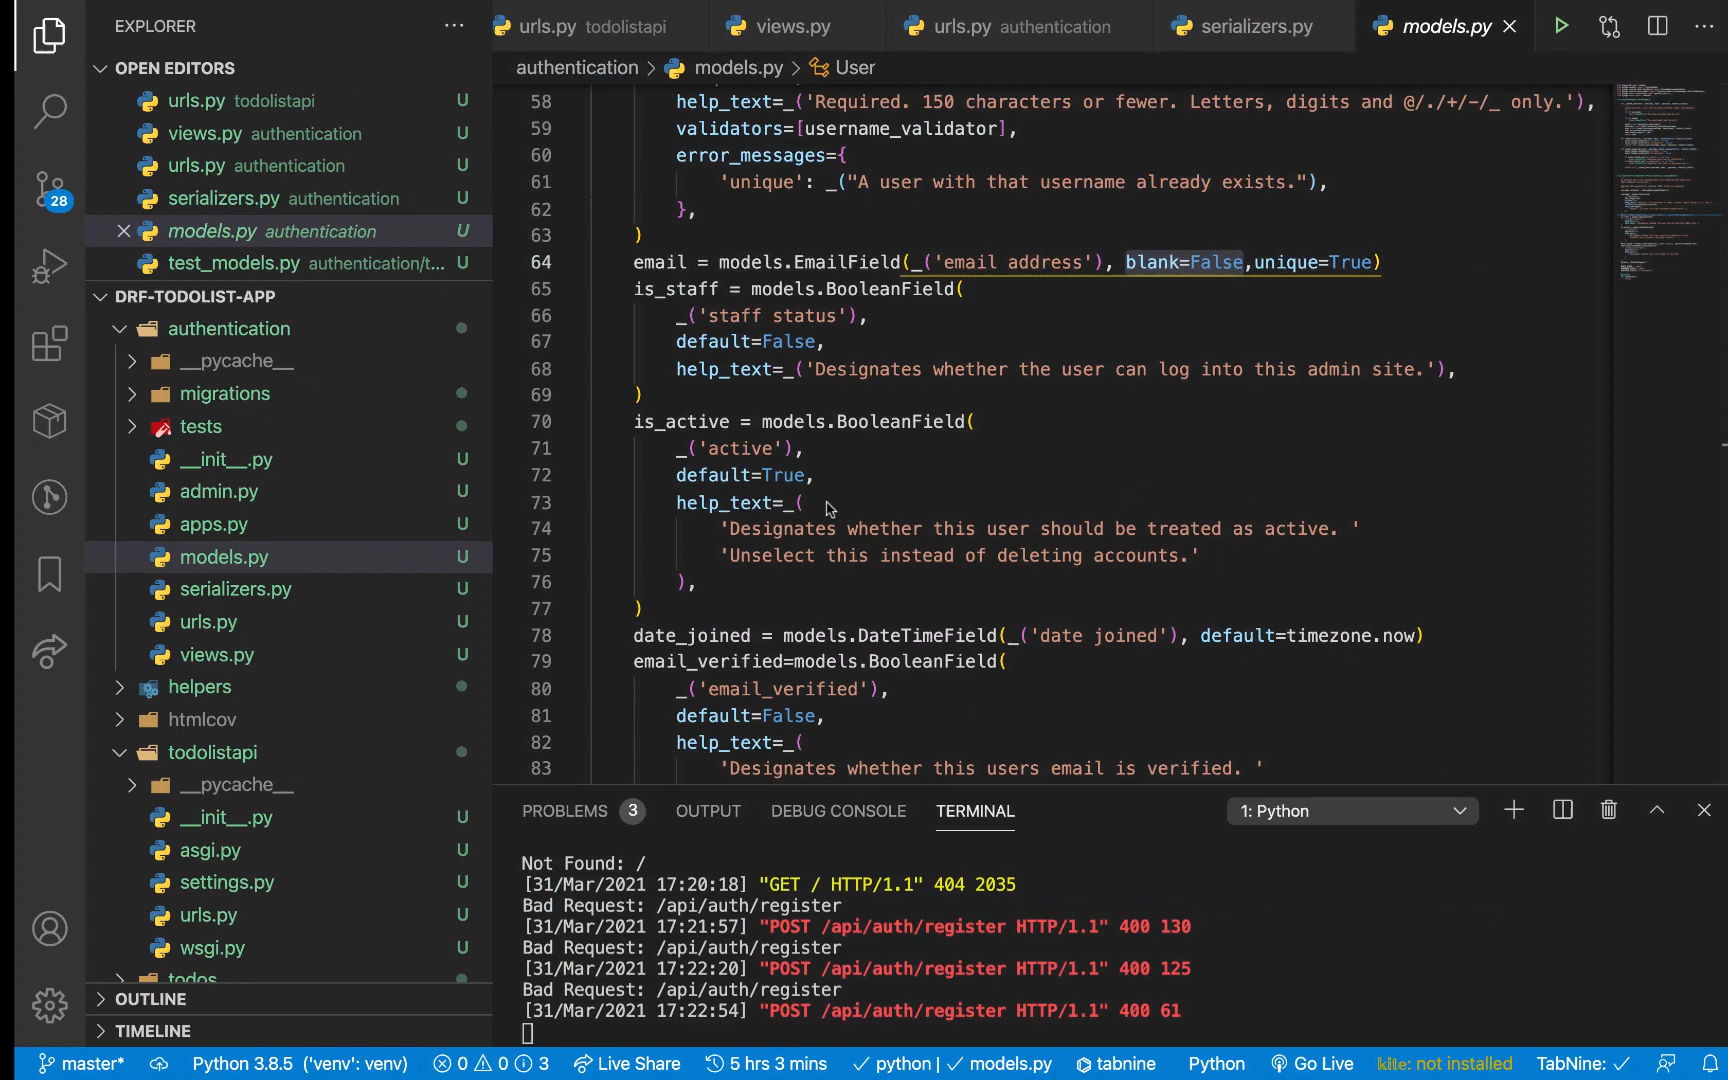 EXPLORER
OPEN EDITORS
urls.py todolistapi U
views.py authentication U
urls.py authentication U
serializers.py authentication U
models.py authentication U
test_models.py authentication/t... U
DRF-TODOLIST-APP
authentication
__pycache__
migrations
tests
__init__.py U
admin.py U
apps.py U
models.py U
serializers.py U
urls.py U
views.py U
helpers
htmlcov
todolistapi
__pycache__
__init__.py U
asgi.py U
settings.py U
urls.py U
wsgi.py U
todos
OUTLINE
TIMELINE
28
urls.py todolistapi views.py urls.py authentication serializers.py models.py
authentication > models.py > User
58 help_text=_('Required. 150 characters or fewer. Letters, digits and @/./+/-/_ only.'),
59 validators=[username_validator],
60 error_messages={
61 'unique': _("A user with that username already exists."),
62 },
63 )
64 email = models.EmailField(_('email address'), blank=False,unique=True)
65 is_staff = models.BooleanField(
66 _('staff status'),
67 default=False,
68 help_text=_('Designates whether the user can log into this admin site.'),
69 )
70 is_active = models.BooleanField(
71 _('active'),
72 default=True,
73 help_text=_(
74 'Designates whether this user should be treated as active. '
75 'Unselect this instead of deleting accounts.'
76 ),
77 )
78 date_joined = models.DateTimeField(_('date joined'), default=timezone.now)
79 email_verified=models.BooleanField(
80 _('email_verified'),
81 default=False,
82 help_text=_(
83 'Designates whether this users email is verified. '
PROBLEMS 3 OUTPUT DEBUG CONSOLE TERMINAL 1: Python
Not Found: /
[31/Mar/2021 17:20:18] "GET / HTTP/1.1" 404 2035
Bad Request: /api/auth/register
[31/Mar/2021 17:21:57] "POST /api/auth/register HTTP/1.1" 400 130
Bad Request: /api/auth/register
[31/Mar/2021 17:22:20] "POST /api/auth/register HTTP/1.1" 400 125
Bad Request: /api/auth/register
[31/Mar/2021 17:22:54] "POST /api/auth/register HTTP/1.1" 400 61
master* Python 3.8.5 ('venv': venv) 0 0 3 Live Share 5 hrs 3 mins python | models.py tabnine Python Go Live kite: not installed TabNine: